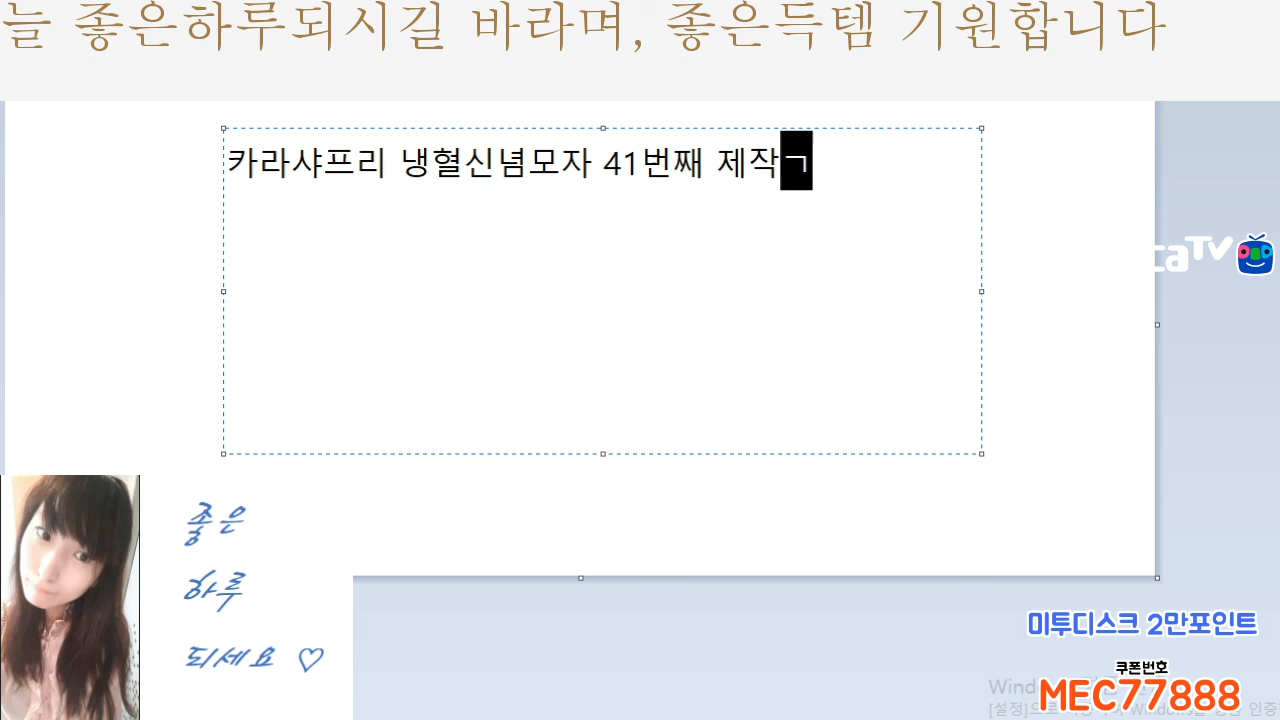 늘 좋은하루되시길 바라며, 좋은득템 기원합니다
카라샤프리 냉혈신념모자 41번째 제작ㄱ
caTV
좋은
하루
되세요 ♡
미투디스크 2만포인트
쿠폰번호
MEC77888